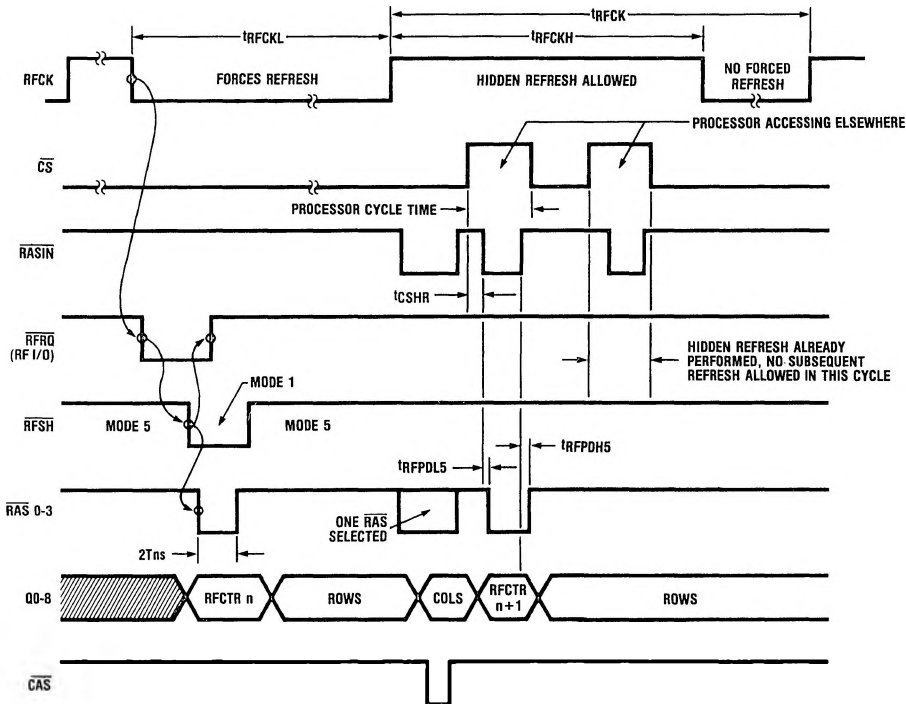 tRFCK
tRFCKL
tRFCKH
RFCK
FORCES REFRESH
HIDDEN REFRESH ALLOWED
NO FORCED
REFRESH
PROCESSOR ACCESSING ELSEWHERE
CS
PROCESSOR CYCLE TIME
RASIN
tCSHR
RFRQ
(RF I/O)
HIDDEN REFRESH ALREADY
PERFORMED, NO SUBSEQUENT
REFRESH ALLOWED IN THIS CYCLE
MODE 1
RFSH
MODE 5
MODE 5
tRFPDH5
tRFPDL5
RAS 0-3
ONE RAS
SELECTED
2Tns
Q0-8
RFCTR n
ROWS
COLS
RFCTR
n+1
ROWS
CAS